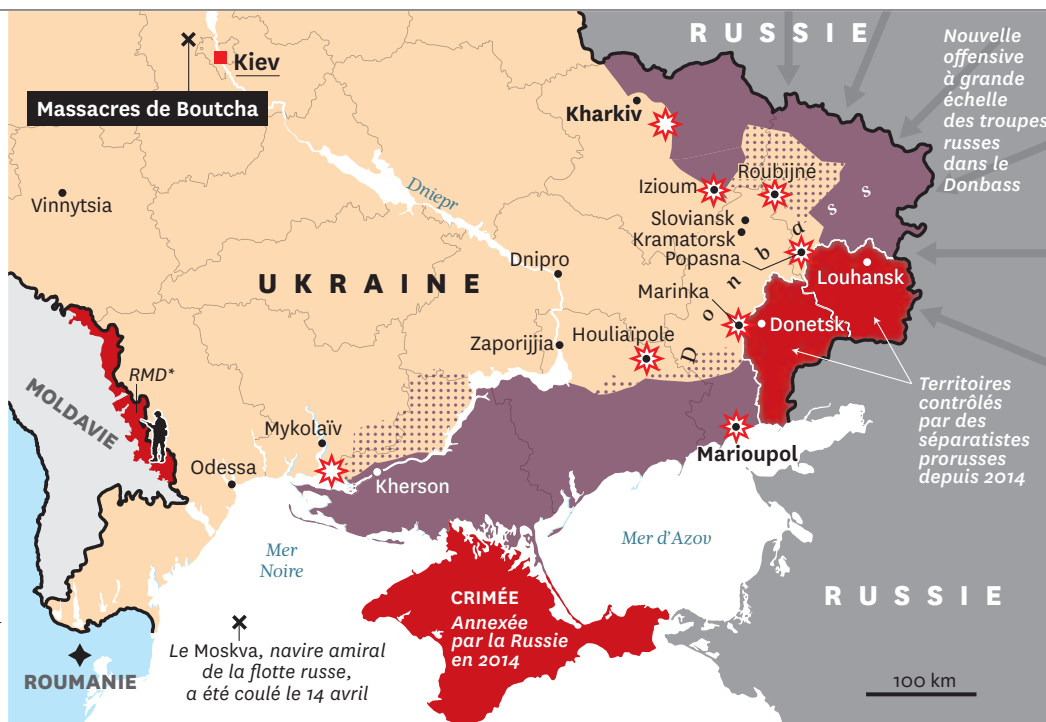 RUSSIE
Nouvelle
offensive
à grande
échelle
des troupes
russes
dans le
Donbass
Kiev
Massacres de Boutcha
Kharkiv
Vinnytsia
Dniepr
Izioum
Roubijné
Sloviansk
Kramatorsk
Popasna
Donbass
Louhansk
Dnipro
UKRAINE
Marinka
Donetsk
Zaporijjia
Houliaïpole
RMD*
MOLDAVIE
Territoires
contrôlés
par des
séparatistes
prorusses
depuis 2014
Mykolaïv
Marioupol
Odessa
Kherson
Mer
Noire
Mer d'Azov
RUSSIE
CRIMÉE
Annexée
par la Russie
en 2014
Le Moskva, navire amiral
de la flotte russe,
a été coulé le 14 avril
ROUMANIE
100 km